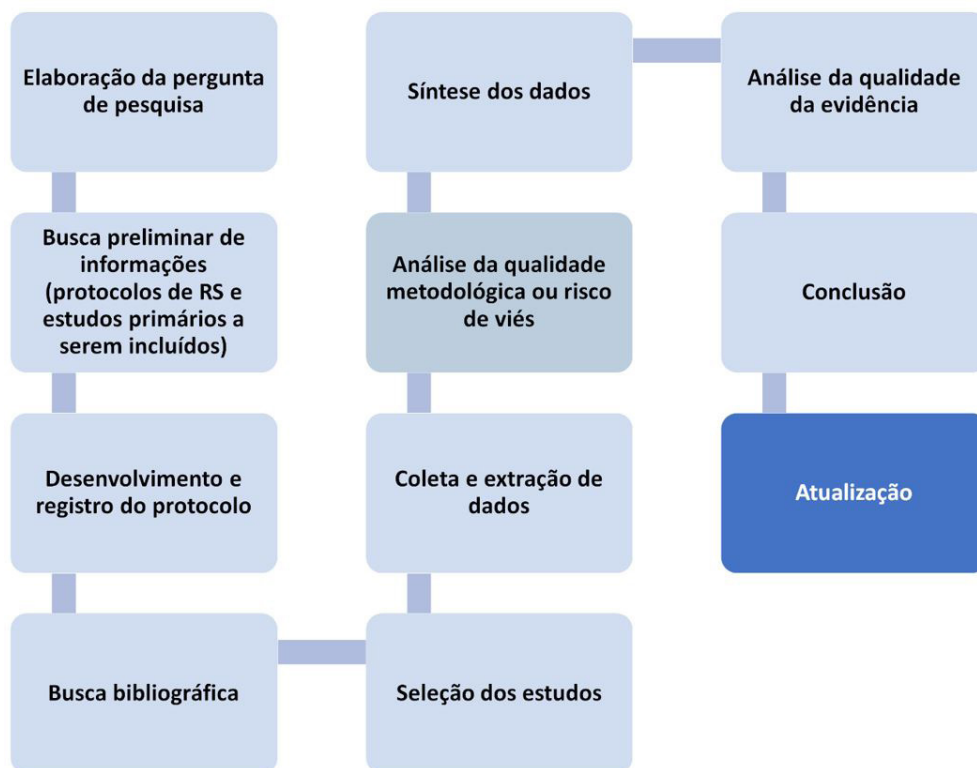 Elaboração da pergunta
de pesquisa
Busca preliminar de
informações
(protocolos de RS e
estudos primários a
serem incluídos)
Desenvolvimento e
registro do protocolo
Busca bibliográfica
Seleção dos estudos
Coleta e extração de
dados
Análise da qualidade
metodológica ou risco
de viés
Síntese dos dados
Análise da qualidade
da evidência
Conclusão
Atualização